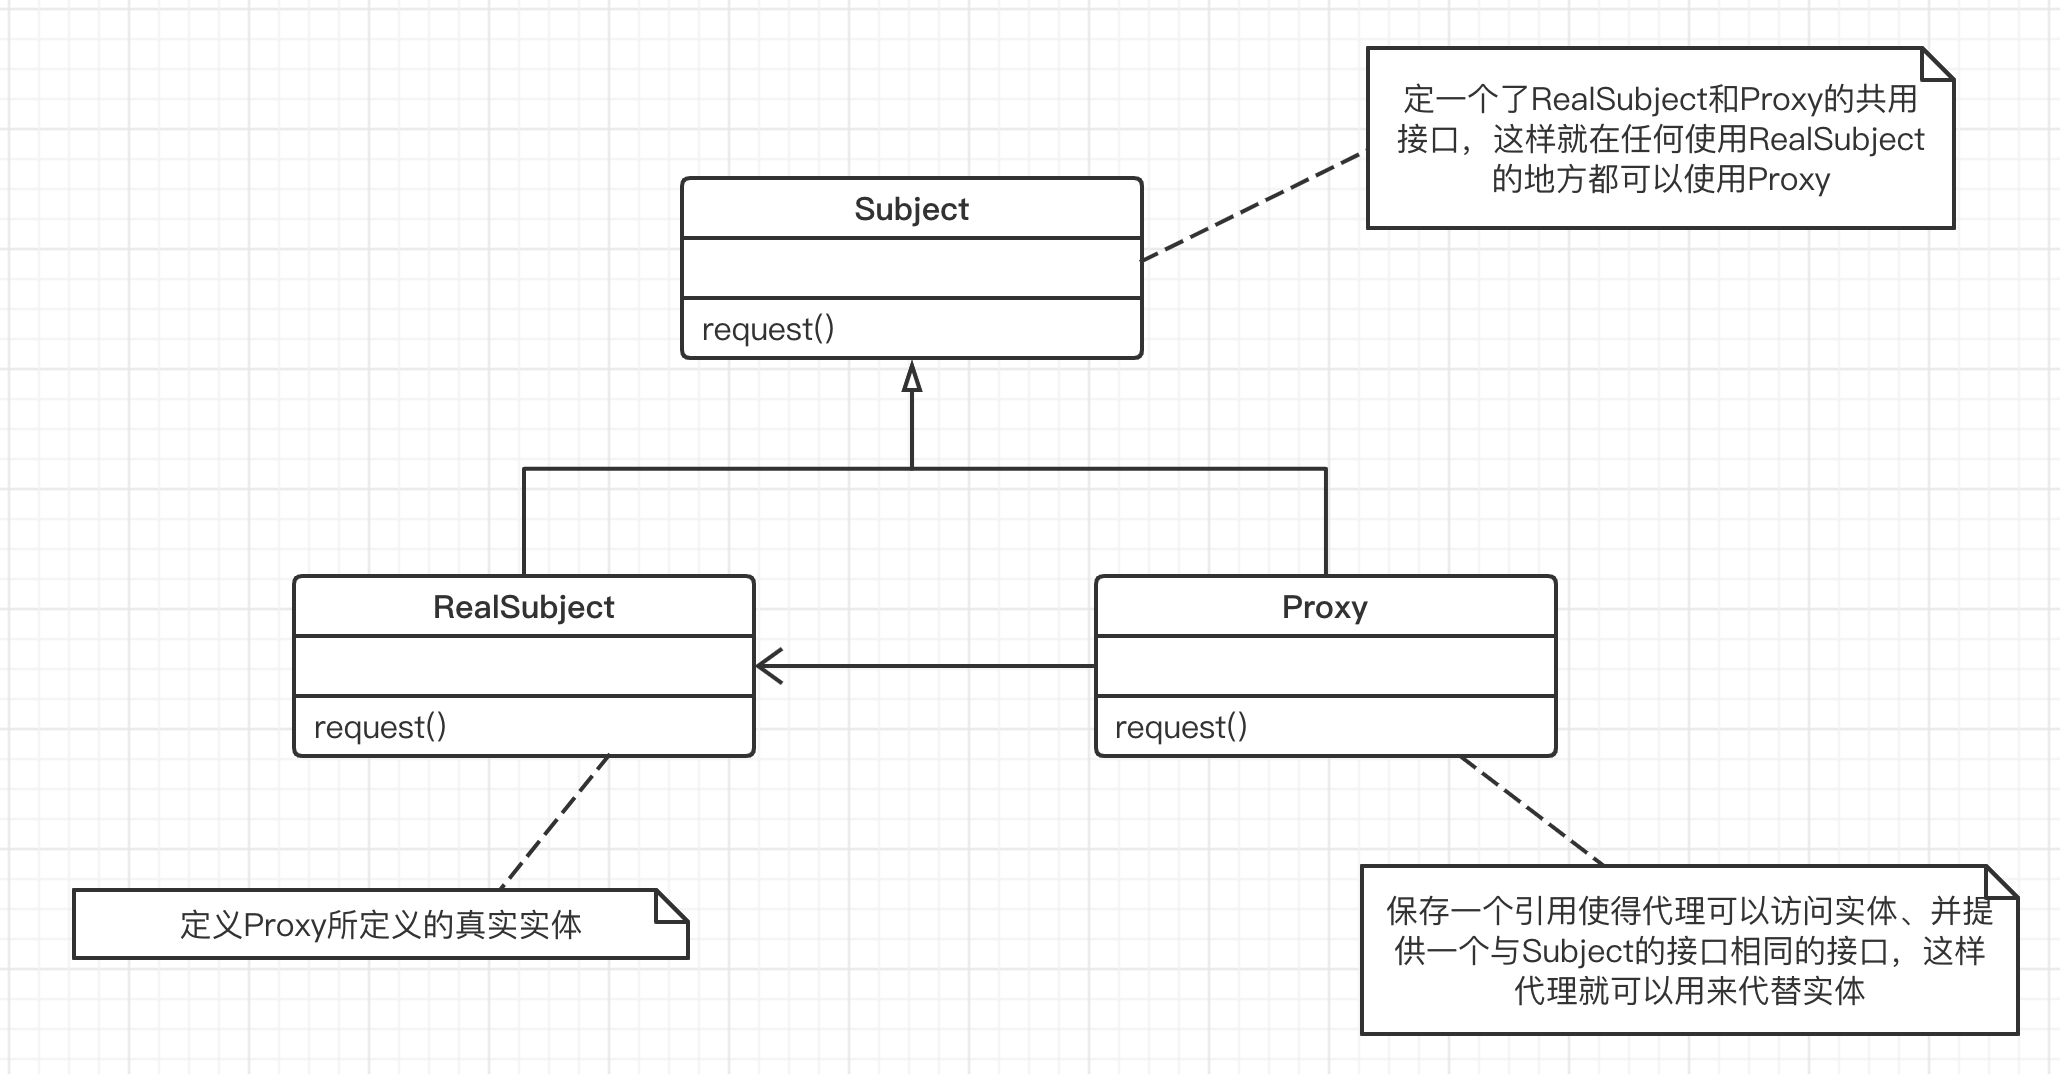 定一个了RealSubject和Proxy的共用
接口，这样就在任何使用RealSubject
的地方都可以使用Proxy
Subject
request()
RealSubject
request()
Proxy
request()
定义Proxy所定义的真实实体
保存一个引用使得代理可以访问实体、并提
供一个与Subject的接口相同的接口，这样
代理就可以用来代替实体